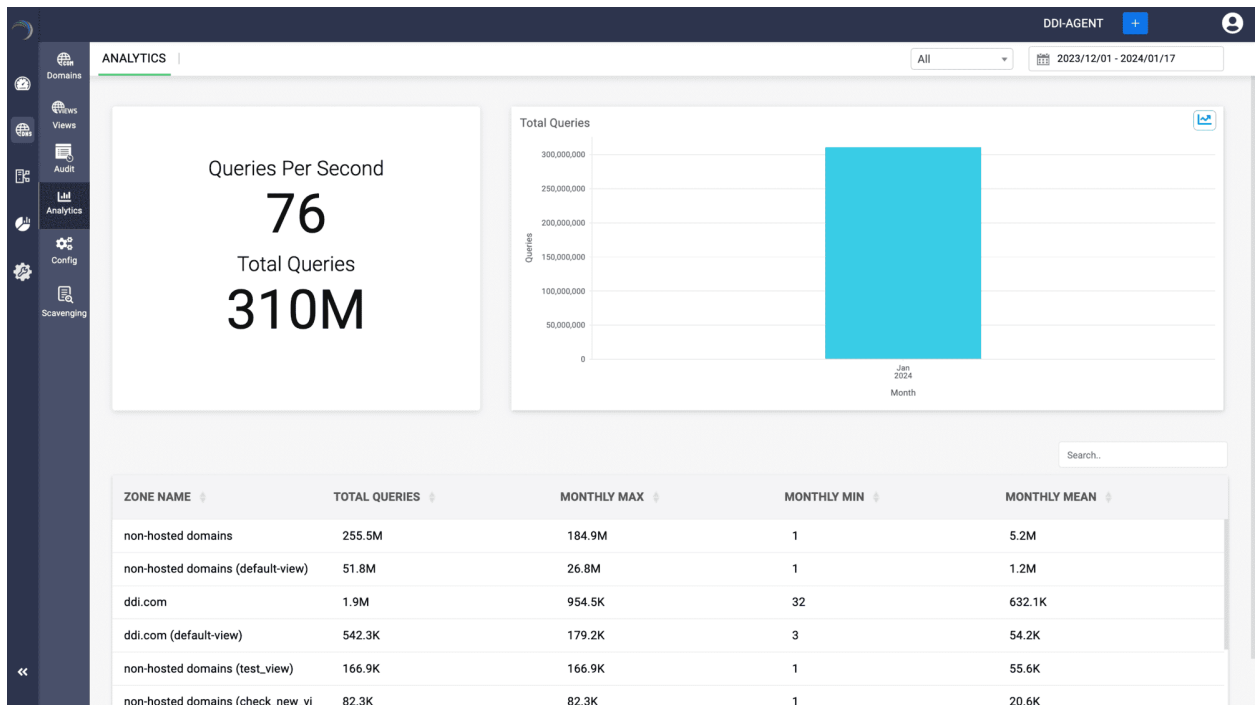 DDI-AGENT +
Domains
VIEWS
Views
Audit
Analytics
Config
Scavenging
ANALYTICS
All
2023/12/01 - 2024/01/17
Queries Per Second
76
Total Queries
310M
Total Queries
300,000,000
250,000,000
200,000,000
150,000,000
100,000,000
50,000,000
0
Queries
Jan
2024
Month
Search..
ZONE NAME TOTAL QUERIES MONTHLY MAX MONTHLY MIN MONTHLY MEAN
non-hosted domains 255.5M 184.9M 1 5.2M
non-hosted domains (default-view) 51.8M 26.8M 1 1.2M
ddi.com 1.9M 954.5K 32 632.1K
ddi.com (default-view) 542.3K 179.2K 3 54.2K
non-hosted domains (test_view) 166.9K 166.9K 1 55.6K
non-hosted domains (check_new_vi 82.3K 82.3K 1 20.6K